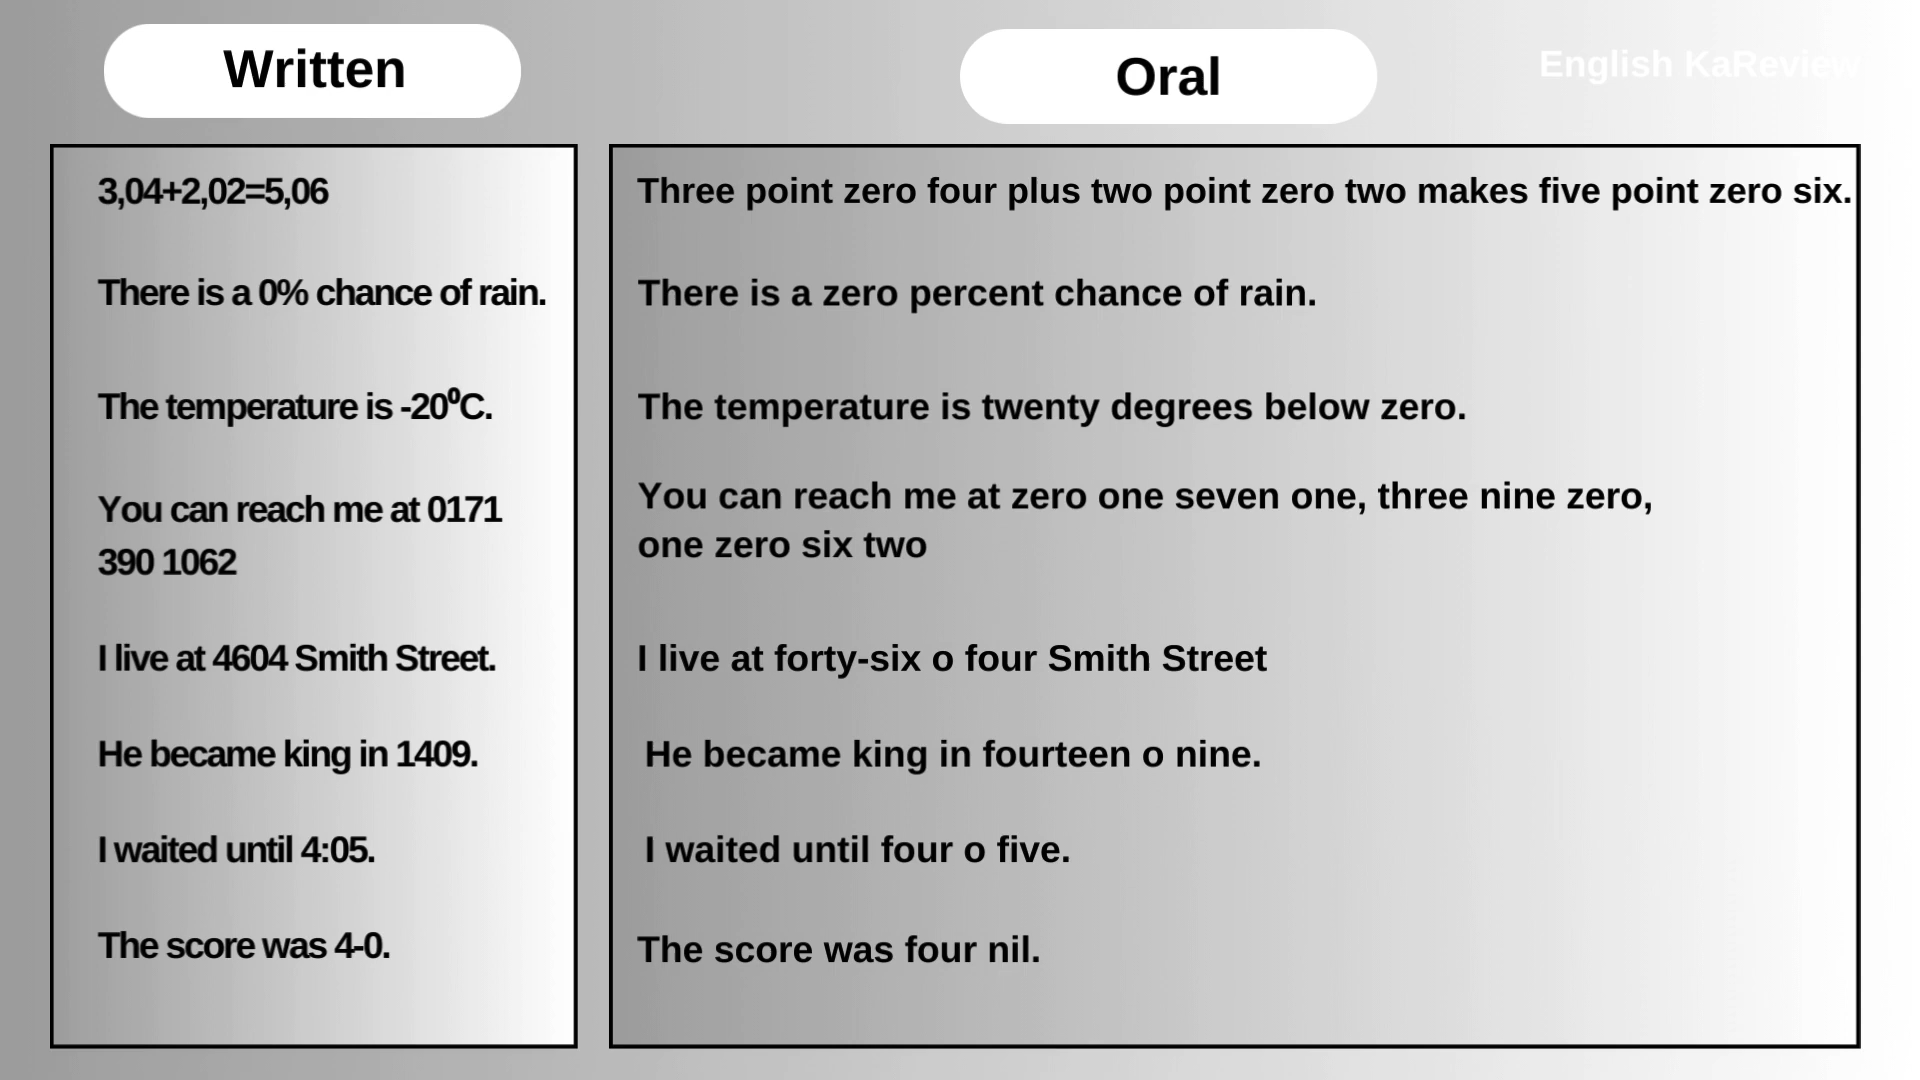 Written
Oral
English KaReview
3,04+2,02=5,06
There is a 0% chance of rain.
The temperature is -20⁰C.
You can reach me at 0171
390 1062
I live at 4604 Smith Street.
He became king in 1409.
I waited until 4:05.
The score was 4-0.
Three point zero four plus two point zero two makes five point zero six.
There is a zero percent chance of rain.
The temperature is twenty degrees below zero.
You can reach me at zero one seven one, three nine zero,
one zero six two
I live at forty-six o four Smith Street
He became king in fourteen o nine.
I waited until four o five.
The score was four nil.